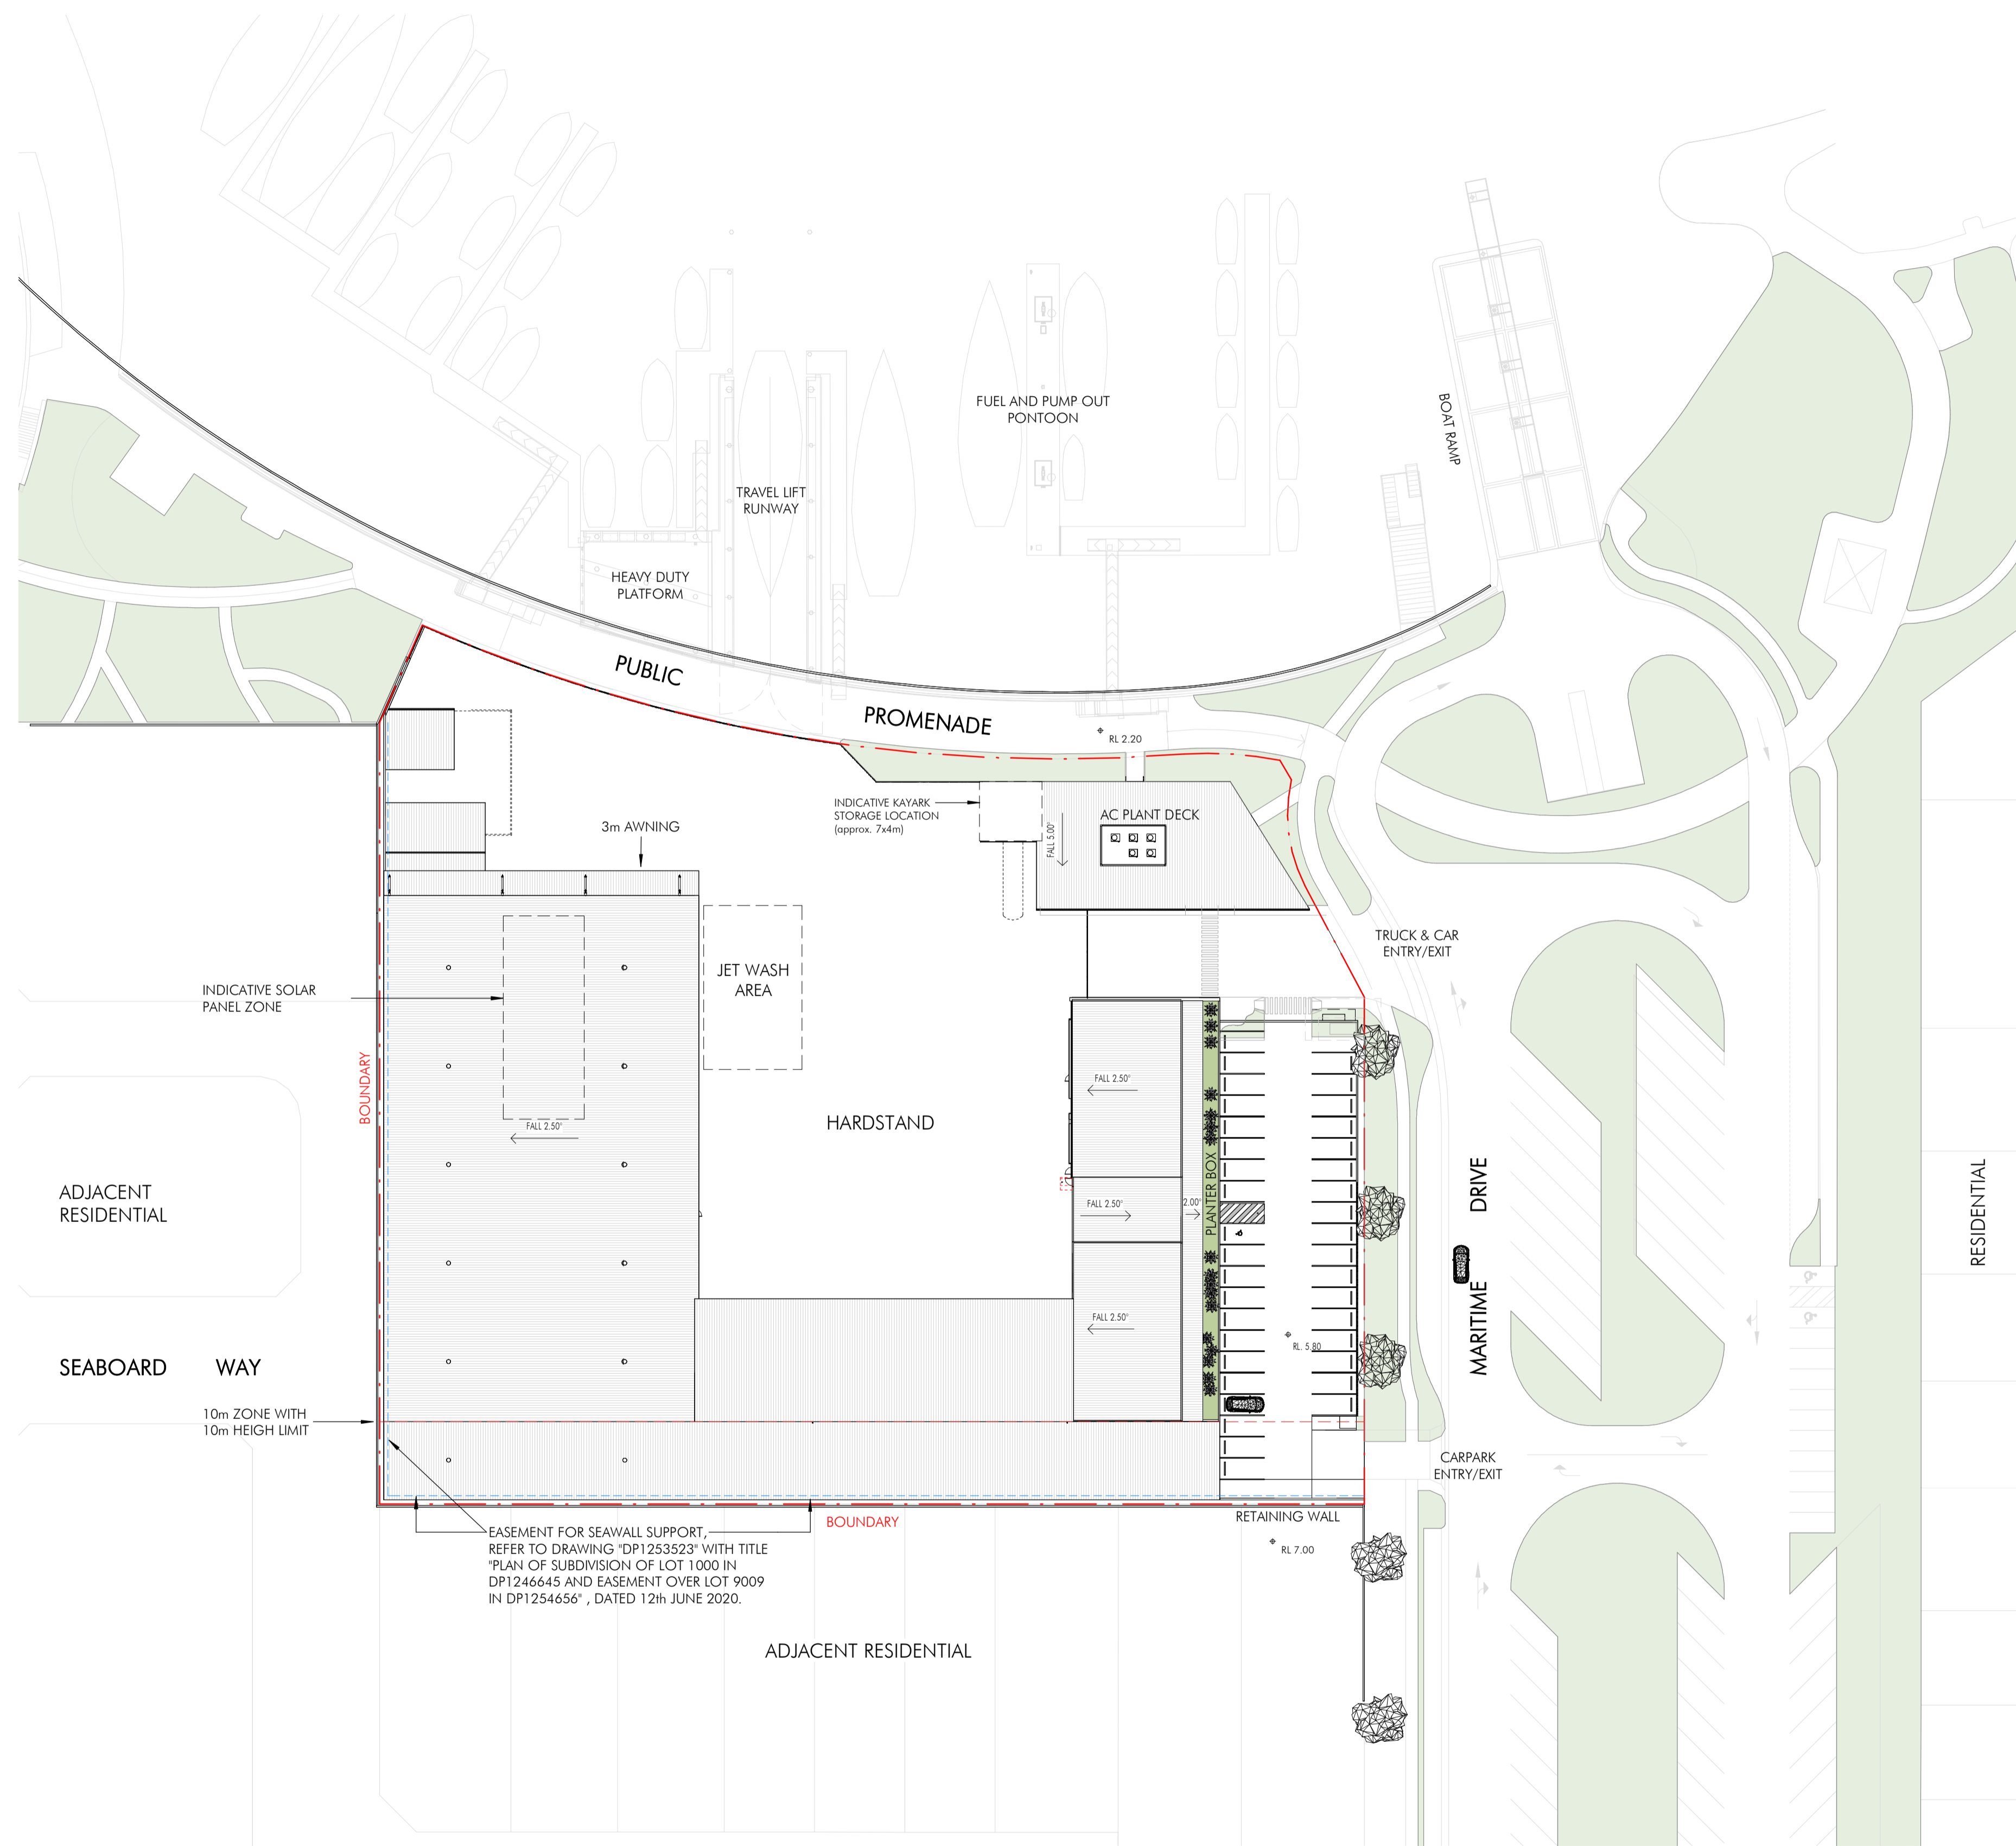 FUEL AND PUMP OUT
PONTOON
BOAT RAMP
TRAVEL LIFT
RUNWAY
HEAVY DUTY
PLATFORM
PUBLIC
PROMENADE
RL 2.20
INDICATIVE KAYARK
STORAGE LOCATION
(approx. 7x4m)
FALL 5.00°
AC PLANT DECK
3m AWNING
TRUCK & CAR
ENTRY/EXIT
JET WASH
AREA
INDICATIVE SOLAR
PANEL ZONE
BOUNDARY
FALL 2.50°
FALL 2.50°
HARDSTAND
ADJACENT
RESIDENTIAL
FALL 2.50°
2.00°
PLANTER BOX
MARITIME DRIVE
RESIDENTIAL
FALL 2.50°
RL. 5.80
SEABOARD WAY
10m ZONE WITH
10m HEIGH LIMIT
CARPARK
ENTRY/EXIT
BOUNDARY
RETAINING WALL
RL 7.00
EASEMENT FOR SEAWALL SUPPORT,
REFER TO DRAWING "DP1253523" WITH TITLE
"PLAN OF SUBDIVISION OF LOT 1000 IN
DP1246645 AND EASEMENT OVER LOT 9009
IN DP1254656" , DATED 12th JUNE 2020.
ADJACENT RESIDENTIAL